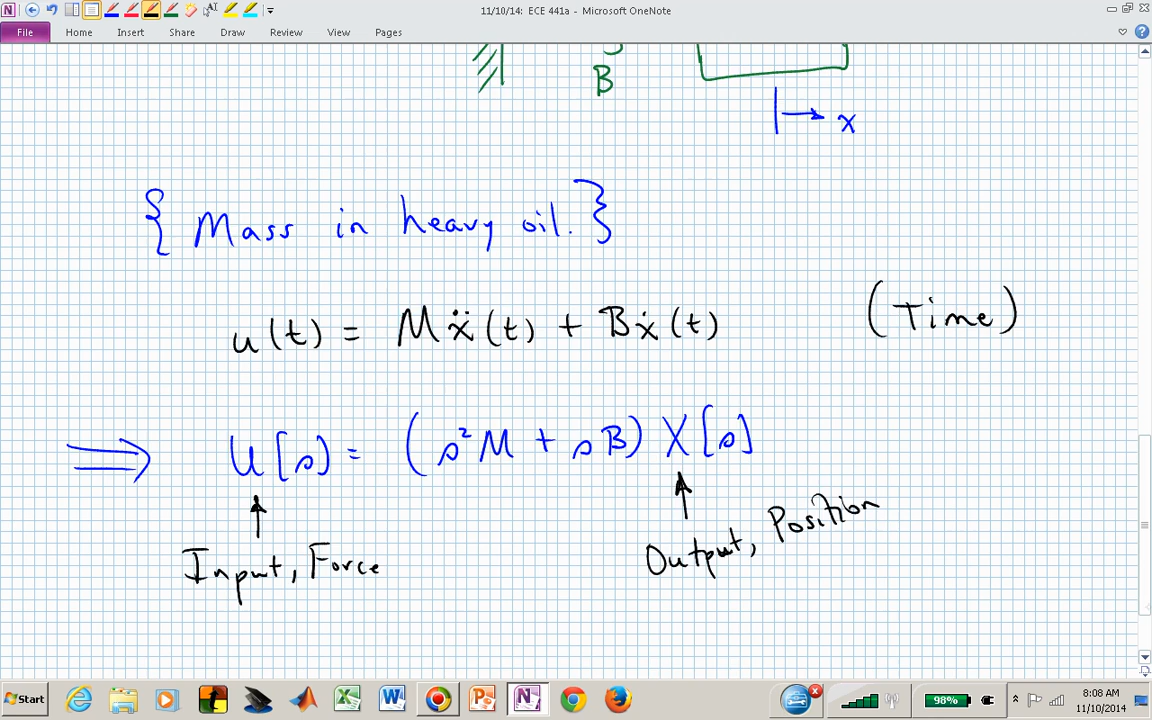 11/10/14: ECE 441a - Microsoft OneNote
File Home Insert Share Draw Review View Pages
B
x
{ Mass in heavy oil. }
u(t) = Mẍ(t) + Bẋ(t) (Time)
⇒ U[s] = (s²M + sB) X[s]
Input, Force
Output, Position
Start
98%
8:08 AM
11/10/2014